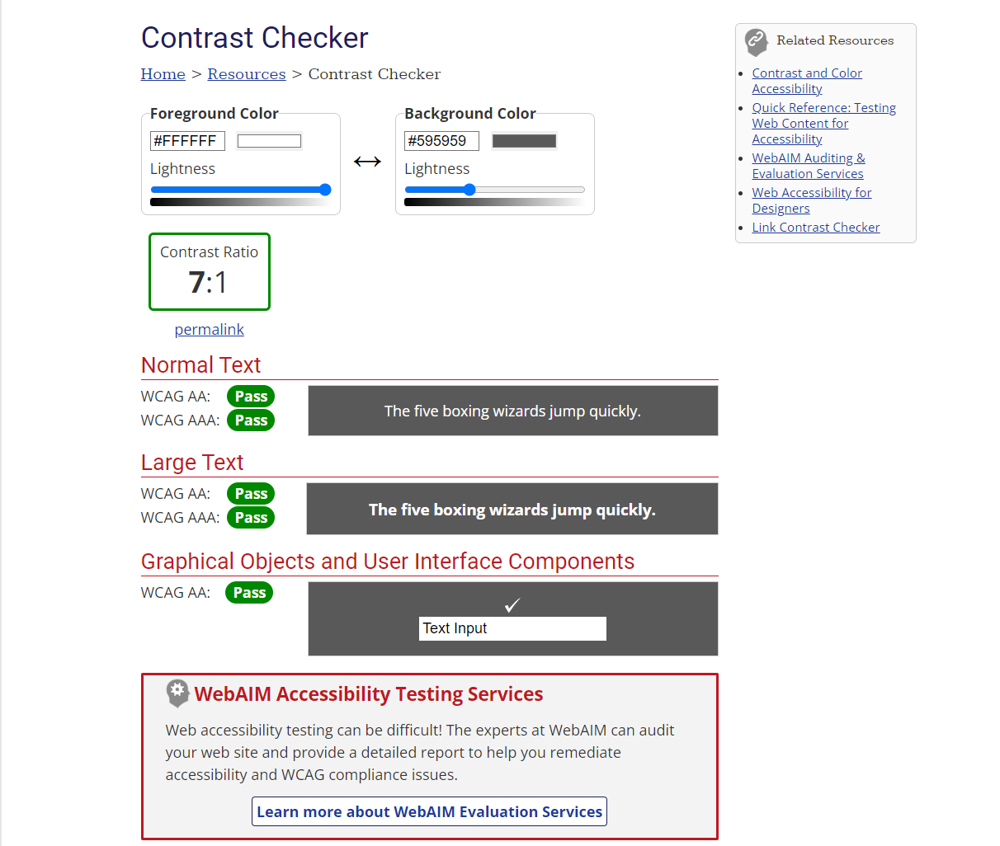 Contrast Checker
Home > Resources > Contrast Checker
Foreground Color
#FFFFFF
Lightness
Background Color
#595959
Lightness
Contrast Ratio
7:1
permalink
Normal Text
WCAG AA: Pass
WCAG AAA: Pass
The five boxing wizards jump quickly.
Large Text
WCAG AA: Pass
WCAG AAA: Pass
The five boxing wizards jump quickly.
Graphical Objects and User Interface Components
WCAG AA: Pass
✓
Text Input
WebAIM Accessibility Testing Services
Web accessibility testing can be difficult! The experts at WebAIM can audit
your web site and provide a detailed report to help you remediate
accessibility and WCAG compliance issues.
Learn more about WebAIM Evaluation Services
Related Resources
Contrast and Color
Accessibility
Quick Reference: Testing
Web Content for
Accessibility
WebAIM Auditing &
Evaluation Services
Web Accessibility for
Designers
Link Contrast Checker